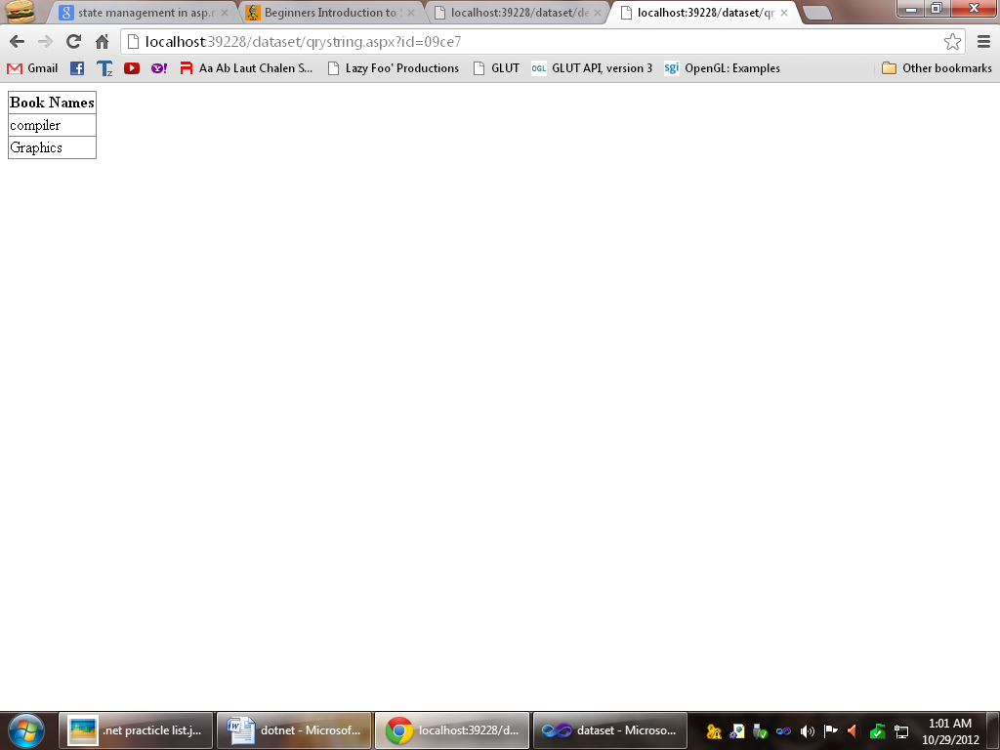 state management in asp.n
Beginners Introduction to S
localhost:39228/dataset/de
localhost:39228/dataset/qr
localhost:39228/dataset/qrystring.aspx?id=09ce7
Gmail
Aa Ab Laut Chalen S...
Lazy Foo' Productions
GLUT
OGL GLUT API, version 3
sgi OpenGL: Examples
Other bookmarks
Book Names
compiler
Graphics
.net practicle list.j...
dotnet - Microsof...
localhost:39228/d...
dataset - Microso...
1:01 AM
10/29/2012